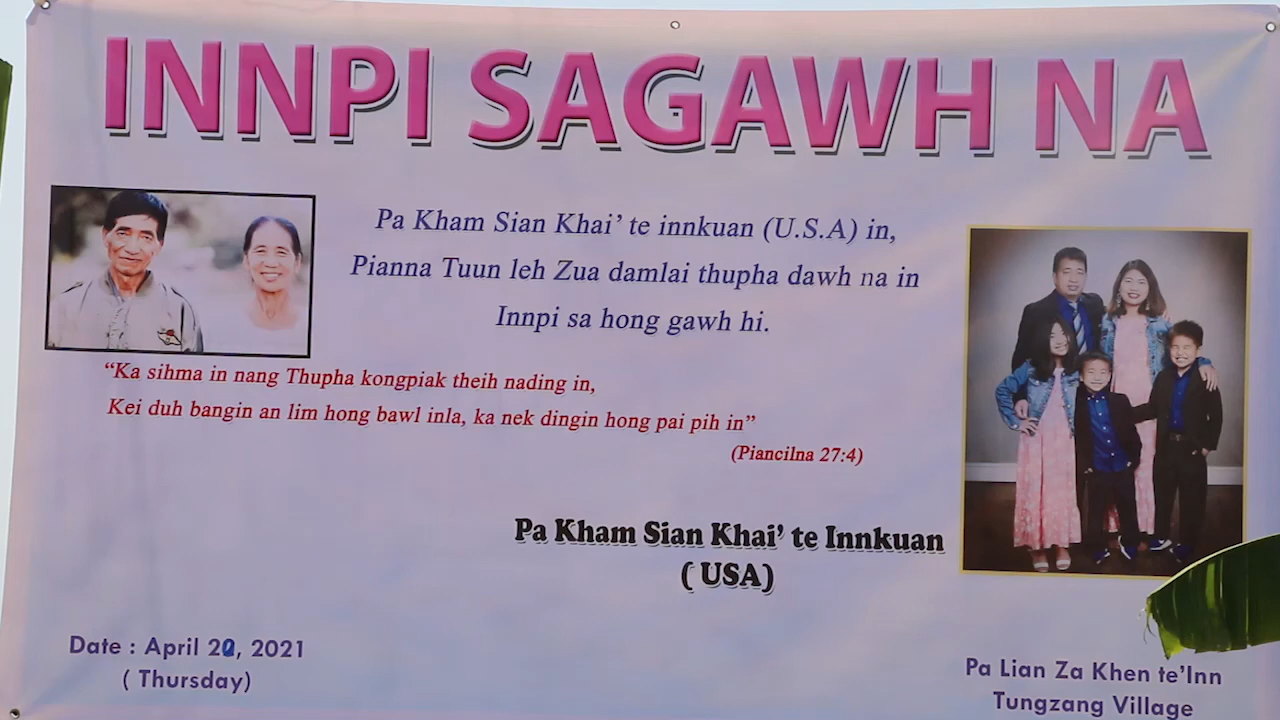 INNPI SAGAWH NA
Pa Kham Sian Khai' te innkuan (U.S.A) in,
Pianna Tuun leh Zua damlai thupha dawh na in
Innpi sa hong gawh hi.
“Ka sihma in nang Thupha kongpiak theih nading in,
Kei duh bangin an lim hong bawl inla, ka nek dingin hong pai pih in”
(Piancilna 27:4)
Pa Kham Sian Khai' te Innkuan
( USA)
Date : April 22, 2021
( Thursday)
Pa Lian Za Khen te'Inn
Tungzang Village